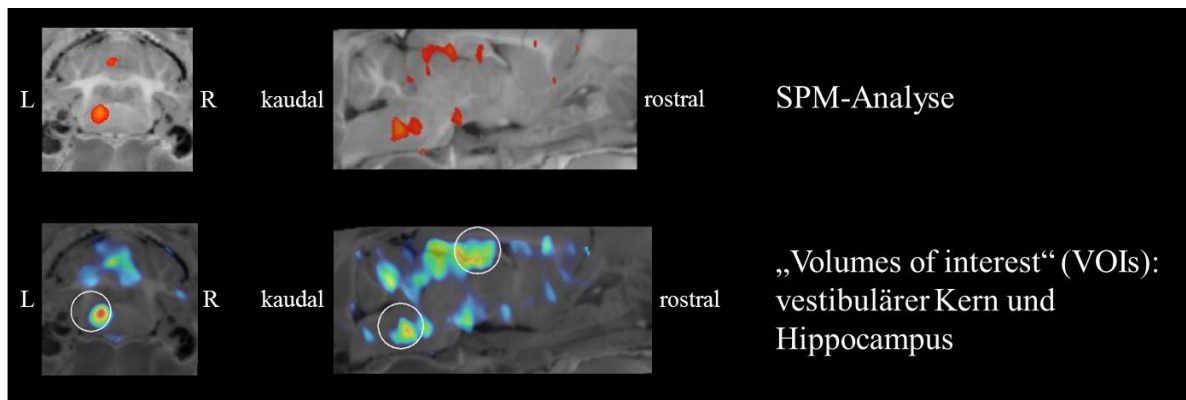 L
R
kaudal
rostral
SPM-Analyse
L
R
kaudal
rostral
„Volumes of interest“ (VOIs):
vestibulärer Kern und
Hippocampus